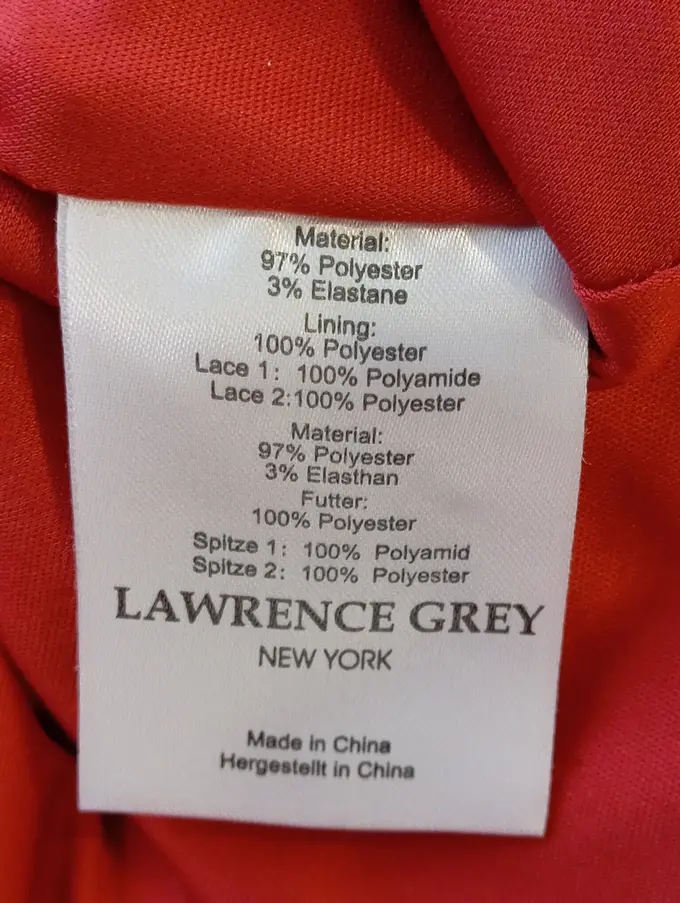 Material:
97% Polyester
3% Elastane
Lining:
100% Polyester
Lace 1: 100% Polyamide
Lace 2:100% Polyester
Material:
97% Polyester
3% Elasthan
Futter:
100% Polyester
Spitze 1: 100% Polyamid
Spitze 2: 100% Polyester
LAWRENCE GREY
NEW YORK
Made in China
Hergestellt in China